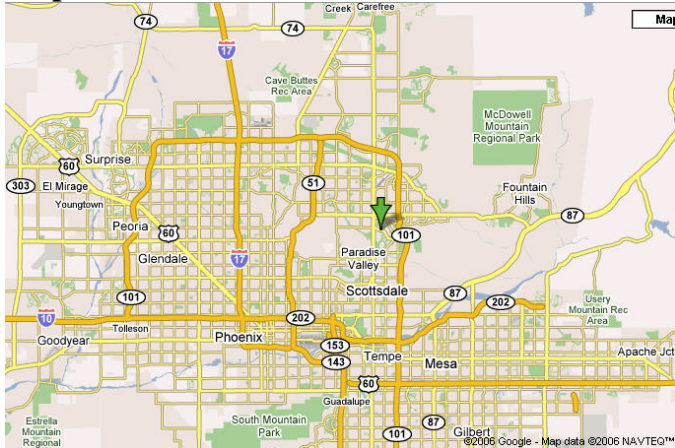 Creek Carefree
74
74
Map
17
Cave Buttes
Rec Area
McDowell
Mountain
Regional Park
Surprise
60
303
El Mirage
51
Youngtown
Fountain
Hills
87
Peoria
60
101
17
Glendale
Paradise
Valley
Scottsdale
101
87
202
Usery
Mountain Rec
Area
10
Tolleson
202
Goodyear
Phoenix
153
Tempe
143
Mesa
Apache Jct
60
Guadalupe
Estrella
Mountain
Regional
South Mountain
Park
87
101
Gilbert
©2006 Google - Map data ©2006 NAVTEQ™